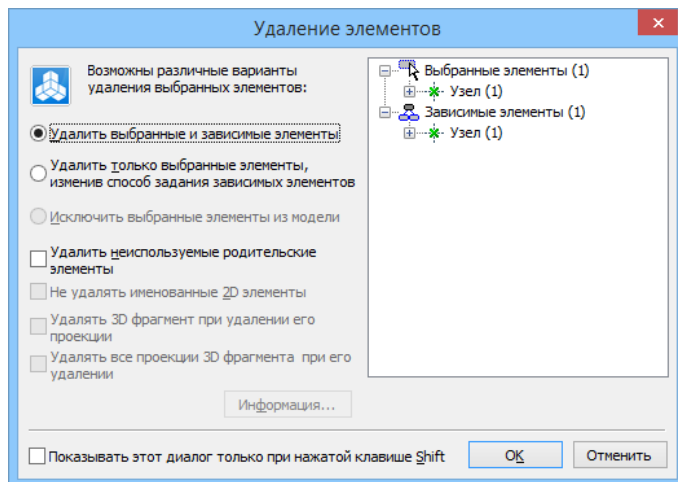 Удаление элементов
Возможны различные варианты
удаления выбранных элементов:
Удалить выбранные и зависимые элементы
Удалить только выбранные элементы,
изменив способ задания зависимых элементов
Исключить выбранные элементы из модели
Удалить неиспользуемые родительские
элементы
Не удалять именованные 2D элементы
Удалять 3D фрагмент при удалении его
проекции
Удалять все проекции 3D фрагмента при его
удалении
Информация...
Выбранные элементы (1)
Узел (1)
Зависимые элементы (1)
Узел (1)
Показывать этот диалог только при нажатой клавише Shift
OK
Отменить